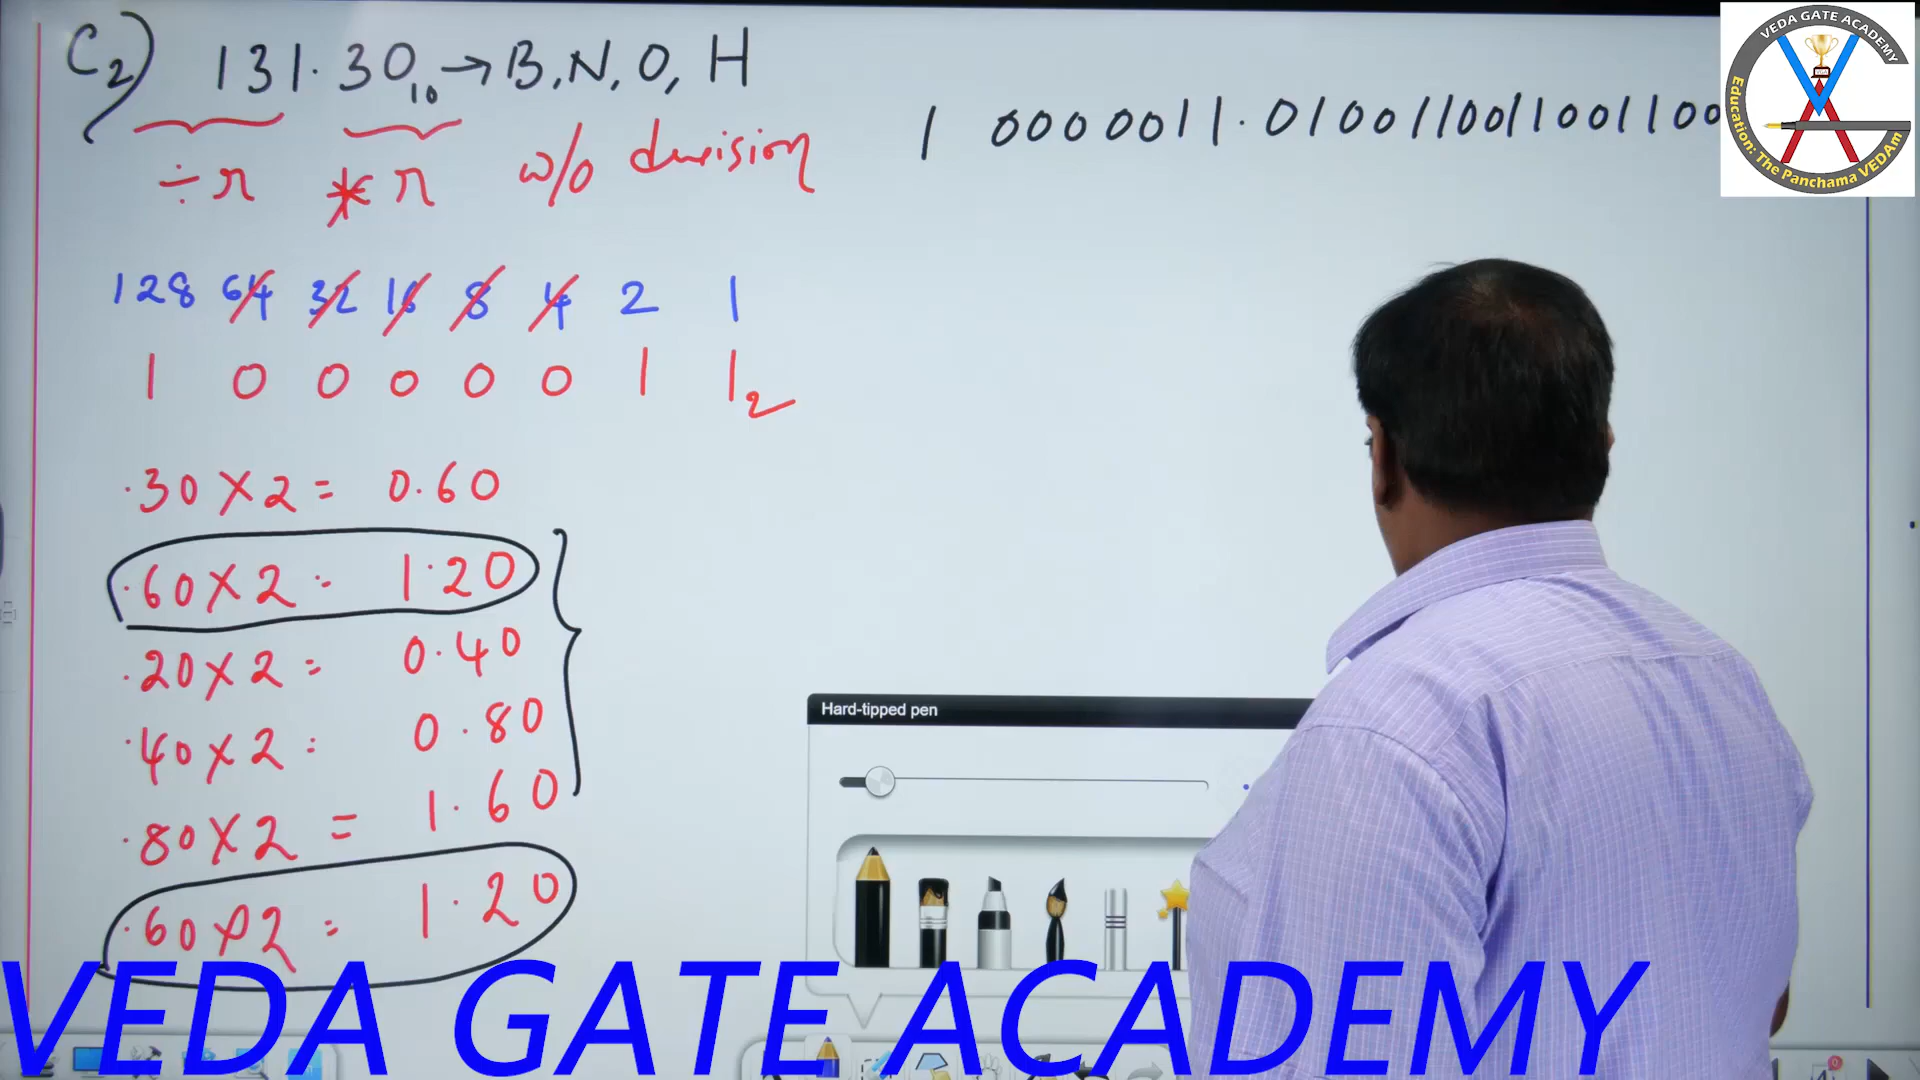 C2) 131.30₁₀ → B, N, O, H
÷r *r w/o division
128 64 32 16 8 4 2 1
1 0 0 0 0 0 1 1₂
.30 X 2 = 0.60
.60 X 2 = 1.20
.20 X 2 = 0.40
.40 X 2 = 0.80
.80 X 2 = 1.60
.60 X 2 = 1.20
1 0000011.0100110011001100
VEDA GATE ACADEMY
Education: The Panchama VEDAm
Hard-tipped pen
VEDA GATE ACADEMY